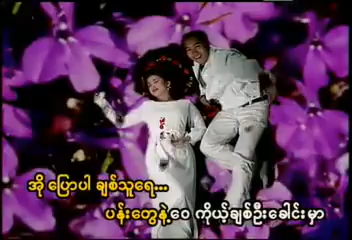 အို ပြောပါ ချစ်သူရေ...
ပန်းတွေနဲ့ဝေ ကိုယ့်ချစ်ဦးခေါင်းမှာ